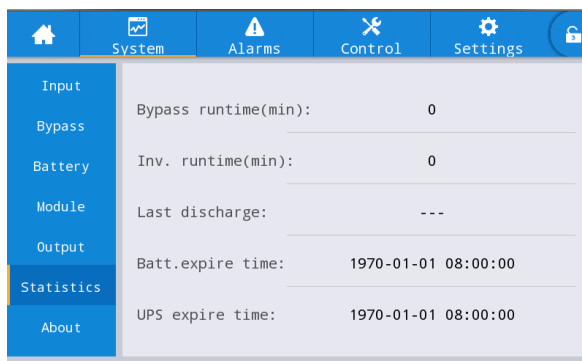 System Alarms Control Settings
Input
Bypass
Battery
Module
Output
Statistics
About
Bypass runtime(min): 0
Inv. runtime(min): 0
Last discharge: ---
Batt.expire time: 1970-01-01 08:00:00
UPS expire time: 1970-01-01 08:00:00